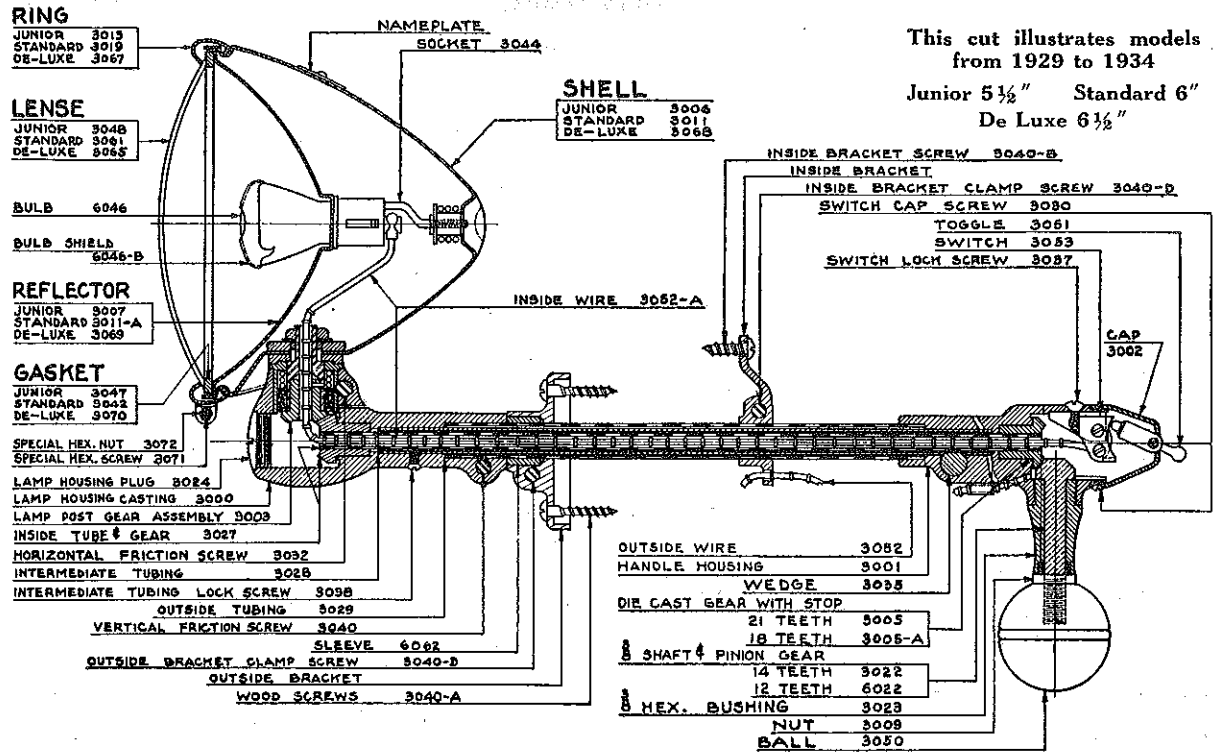 RING
JUNIOR 3013
STANDARD 3019
DE-LUXE 3067
LENSE
JUNIOR 3048
STANDARD 3061
DE-LUXE 3065
BULB 6046
BULB SHIELD
6046-B
REFLECTOR
JUNIOR 3007
STANDARD 3011-A
DE-LUXE 3069
GASKET
JUNIOR 3047
STANDARD 3042
DE-LUXE 3070
SPECIAL HEX. NUT 3072
SPECIAL HEX. SCREW 3071
LAMP HOUSING PLUG 3024
LAMP HOUSING CASTING 3000
LAMP POST GEAR ASSEMBLY 3003
INSIDE TUBE & GEAR 3027
HORIZONTAL FRICTION SCREW 3032
INTERMEDIATE TUBING 3028
INTERMEDIATE TUBING LOCK SCREW 3038
OUTSIDE TUBING 3029
VERTICAL FRICTION SCREW 3040
SLEEVE 6062
OUTSIDE BRACKET CLAMP SCREW 3040-D
OUTSIDE BRACKET
WOOD SCREWS 3040-A
NAMEPLATE
SOCKET 3044
SHELL
JUNIOR 3006
STANDARD 3011
DE-LUXE 3068
INSIDE WIRE 3052-A
This cut illustrates models
from 1929 to 1934
Junior 5½″ Standard 6″
De Luxe 6½″
INSIDE BRACKET SCREW 3040-B
INSIDE BRACKET
INSIDE BRACKET CLAMP SCREW 3040-D
SWITCH CAP SCREW 3030
TOGGLE 3051
SWITCH 3053
SWITCH LOCK SCREW 3037
CAP
3002
OUTSIDE WIRE 3052
HANDLE HOUSING 3001
WEDGE 3035
DIE CAST GEAR WITH STOP
21 TEETH 3005
18 TEETH 3005-A
SHAFT & PINION GEAR
14 TEETH 3022
12 TEETH 6022
HEX. BUSHING 3023
NUT 3009
BALL 3050